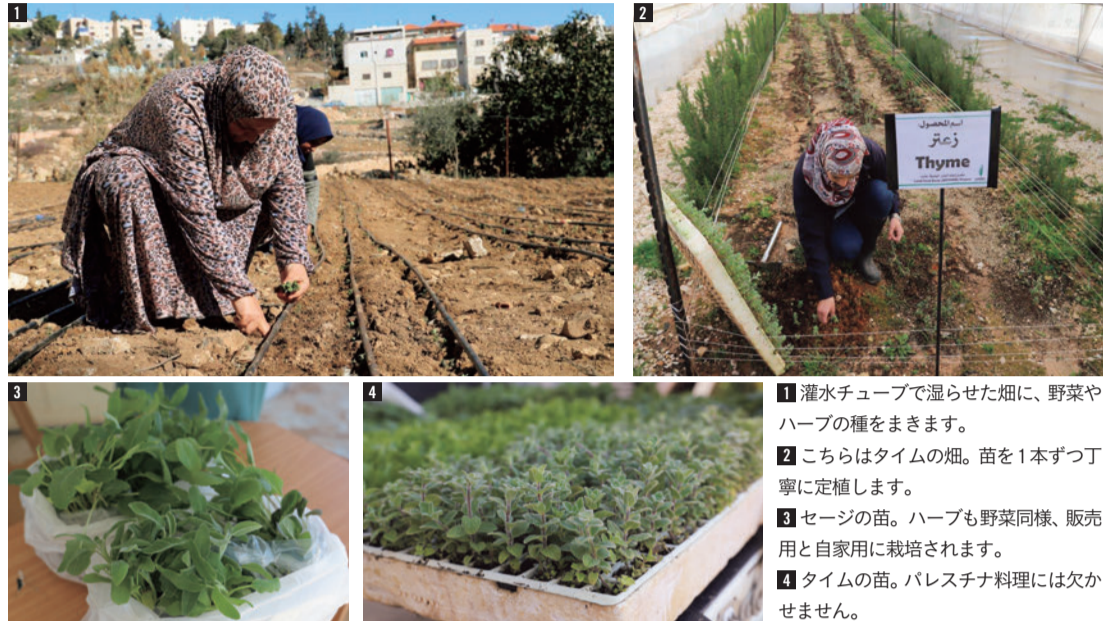 1
2
اسم المحصول
زعتر
Thyme
3
4
1 灌水チューブで湿らせた畑に、野菜や
ハーブの種をまきます。
2 こちらはタイムの畑。苗を1本ずつ丁
寧に定植します。
3 セージの苗。ハーブも野菜同様、販売
用と自家用に栽培されます。
4 タイムの苗。パレスチナ料理には欠か
せません。